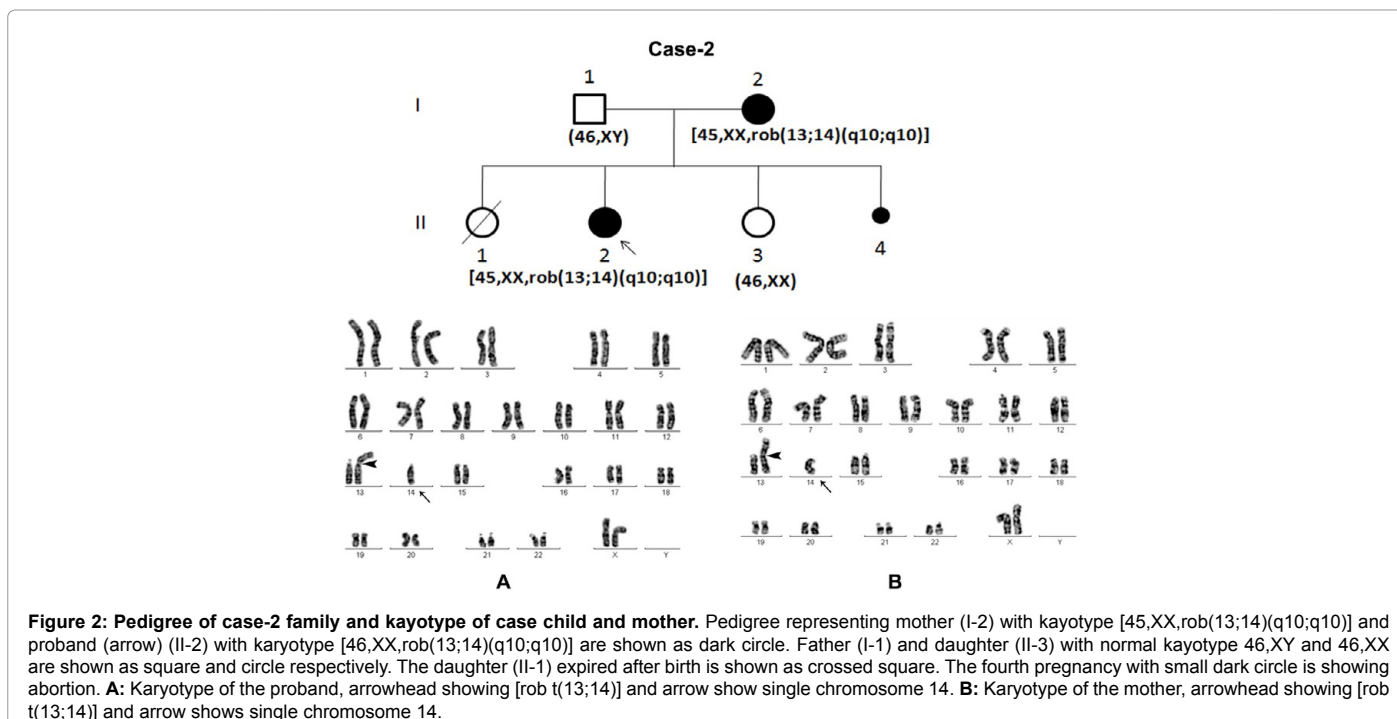 Case-2
1 2
I
(46,XY) [45,XX,rob(13;14)(q10;q10)]
II
1 2 3 4
[45,XX,rob(13;14)(q10;q10)] (46,XX)
1 2 3 4 5
6 7 8 9 10 11 12
13 14 15 16 17 18
19 20 21 22 X Y
A
1 2 3 4 5
6 7 8 9 10 11 12
13 14 15 16 17 18
19 20 21 22 X Y
B
Figure 2: Pedigree of case-2 family and kayotype of case child and mother. Pedigree representing mother (I-2) with kayotype [45,XX,rob(13;14)(q10;q10)] and
proband (arrow) (II-2) with karyotype [46,XX,rob(13;14)(q10;q10)] are shown as dark circle. Father (I-1) and daughter (II-3) with normal kayotype 46,XY and 46,XX
are shown as square and circle respectively. The daughter (II-1) expired after birth is shown as crossed square. The fourth pregnancy with small dark circle is showing
abortion. A: Karyotype of the proband, arrowhead showing [rob t(13;14)] and arrow show single chromosome 14. B: Karyotype of the mother, arrowhead showing [rob
t(13;14)] and arrow shows single chromosome 14.